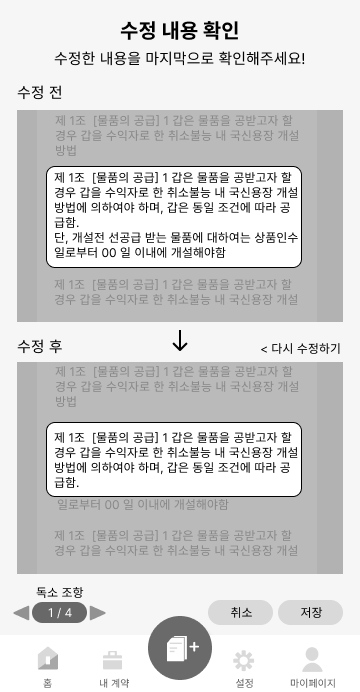 수정 내용 확인
수정한 내용을 마지막으로 확인해주세요!
수정 전
제 1조  [물품의 공급] 1 갑은 물품을 공받고자 할
경우 갑을 수익자로 한 취소불능 내 국신용장 개설
방법
제 1조  [물품의 공급] 1 갑은 물품을 공받고자 할
경우 갑을 수익자로 한 취소불능 내 국신용장 개설
방법에 의하여야 하며, 갑은 동일 조건에 따라 공
급함.
단, 개설전 선공급 받는 물품에 대하여는 상품인수
일로부터 00 일 이내에 개설해야함
제 1조  [물품의 공급] 1 갑은 물품을 공받고자 할
경우 갑을 수익자로 한 취소불능 내 국신용장 개설
수정 후
< 다시 수정하기
제 1조  [물품의 공급] 1 갑은 물품을 공받고자 할
경우 갑을 수익자로 한 취소불능 내 국신용장 개설
방법
제 1조  [물품의 공급] 1 갑은 물품을 공받고자 할
경우 갑을 수익자로 한 취소불능 내 국신용장 개설
방법에 의하여야 하며, 갑은 동일 조건에 따라 공
급함.
일로부터 00 일 이내에 개설해야함
제 1조  [물품의 공급] 1 갑은 물품을 공받고자 할
경우 갑을 수익자로 한 취소불능 내 국신용장 개설
독소 조항
1 / 4
취소
저장
홈
내 계약
설정
마이페이지